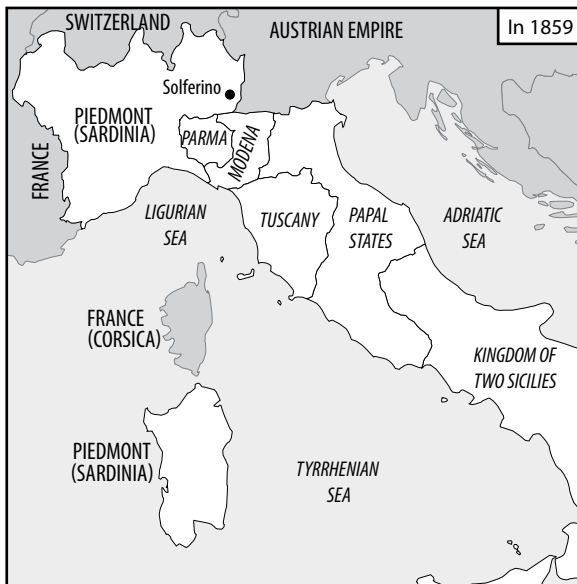 SWITZERLAND
AUSTRIAN EMPIRE
In 1859
Solferino
PIEDMONT
(SARDINIA)
PARMA
MODENA
FRANCE
LIGURIAN
SEA
TUSCANY
PAPAL
STATES
ADRIATIC
SEA
FRANCE
(CORSICA)
KINGDOM OF
TWO SICILIES
PIEDMONT
(SARDINIA)
TYRRHENIAN
SEA